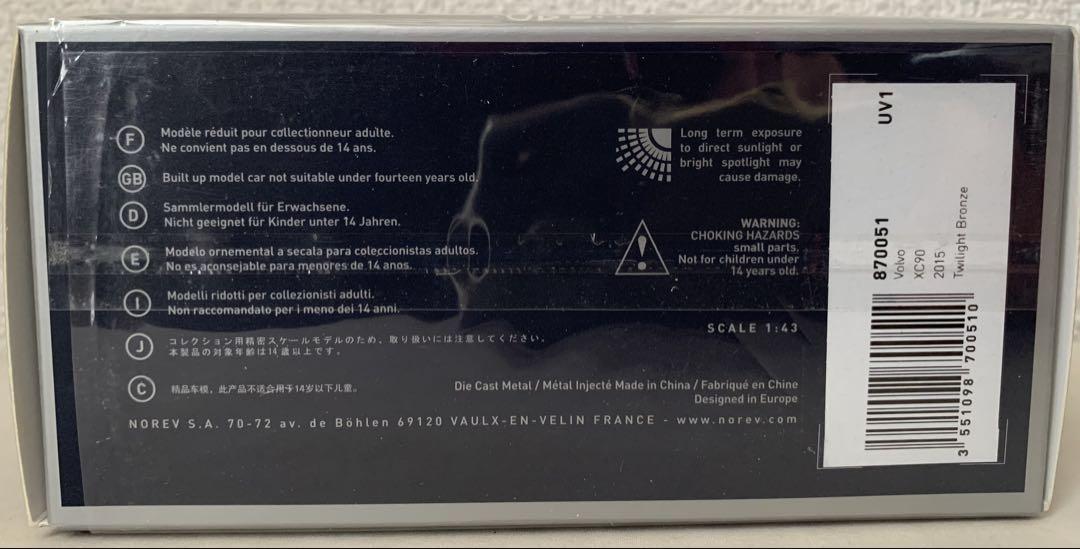 F
Modèle réduit pour collectionneur adulte.
Ne convient pas en dessous de 14 ans.
GB
Built up model car not suitable under fourteen years old.
D
Sammlermodell für Erwachsene.
Nicht geeignet für Kinder unter 14 Jahren.
E
Modelo ornemental a secala para coleccionistas adultos.
No es aconsejable para menores de 14 anos.
I
Modelli ridotti per collezionisti adulti.
Non raccomandato per i meno dei 14 anni.
J
コレクション用精密スケールモデルのため、取り扱いには注意してください。
本製品の対象年齢は14歳以上です。
C
精品车模，此产品不适合用于14岁以下儿童。
Long term exposure
to direct sunlight or
bright spotlight may
cause damage.
WARNING:
CHOKING HAZARDS
small parts.
Not for children under
14 years old.
SCALE 1:43
Die Cast Metal / Métal Injecté Made in China / Fabriqué en Chine
Designed in Europe
NOREV S.A. 70-72 av. de Böhlen 69120 VAULX-EN-VELIN FRANCE - www.norev.com
UV1
870051
Volvo
XC90
2015
Twilight Bronze
3 551098 700510